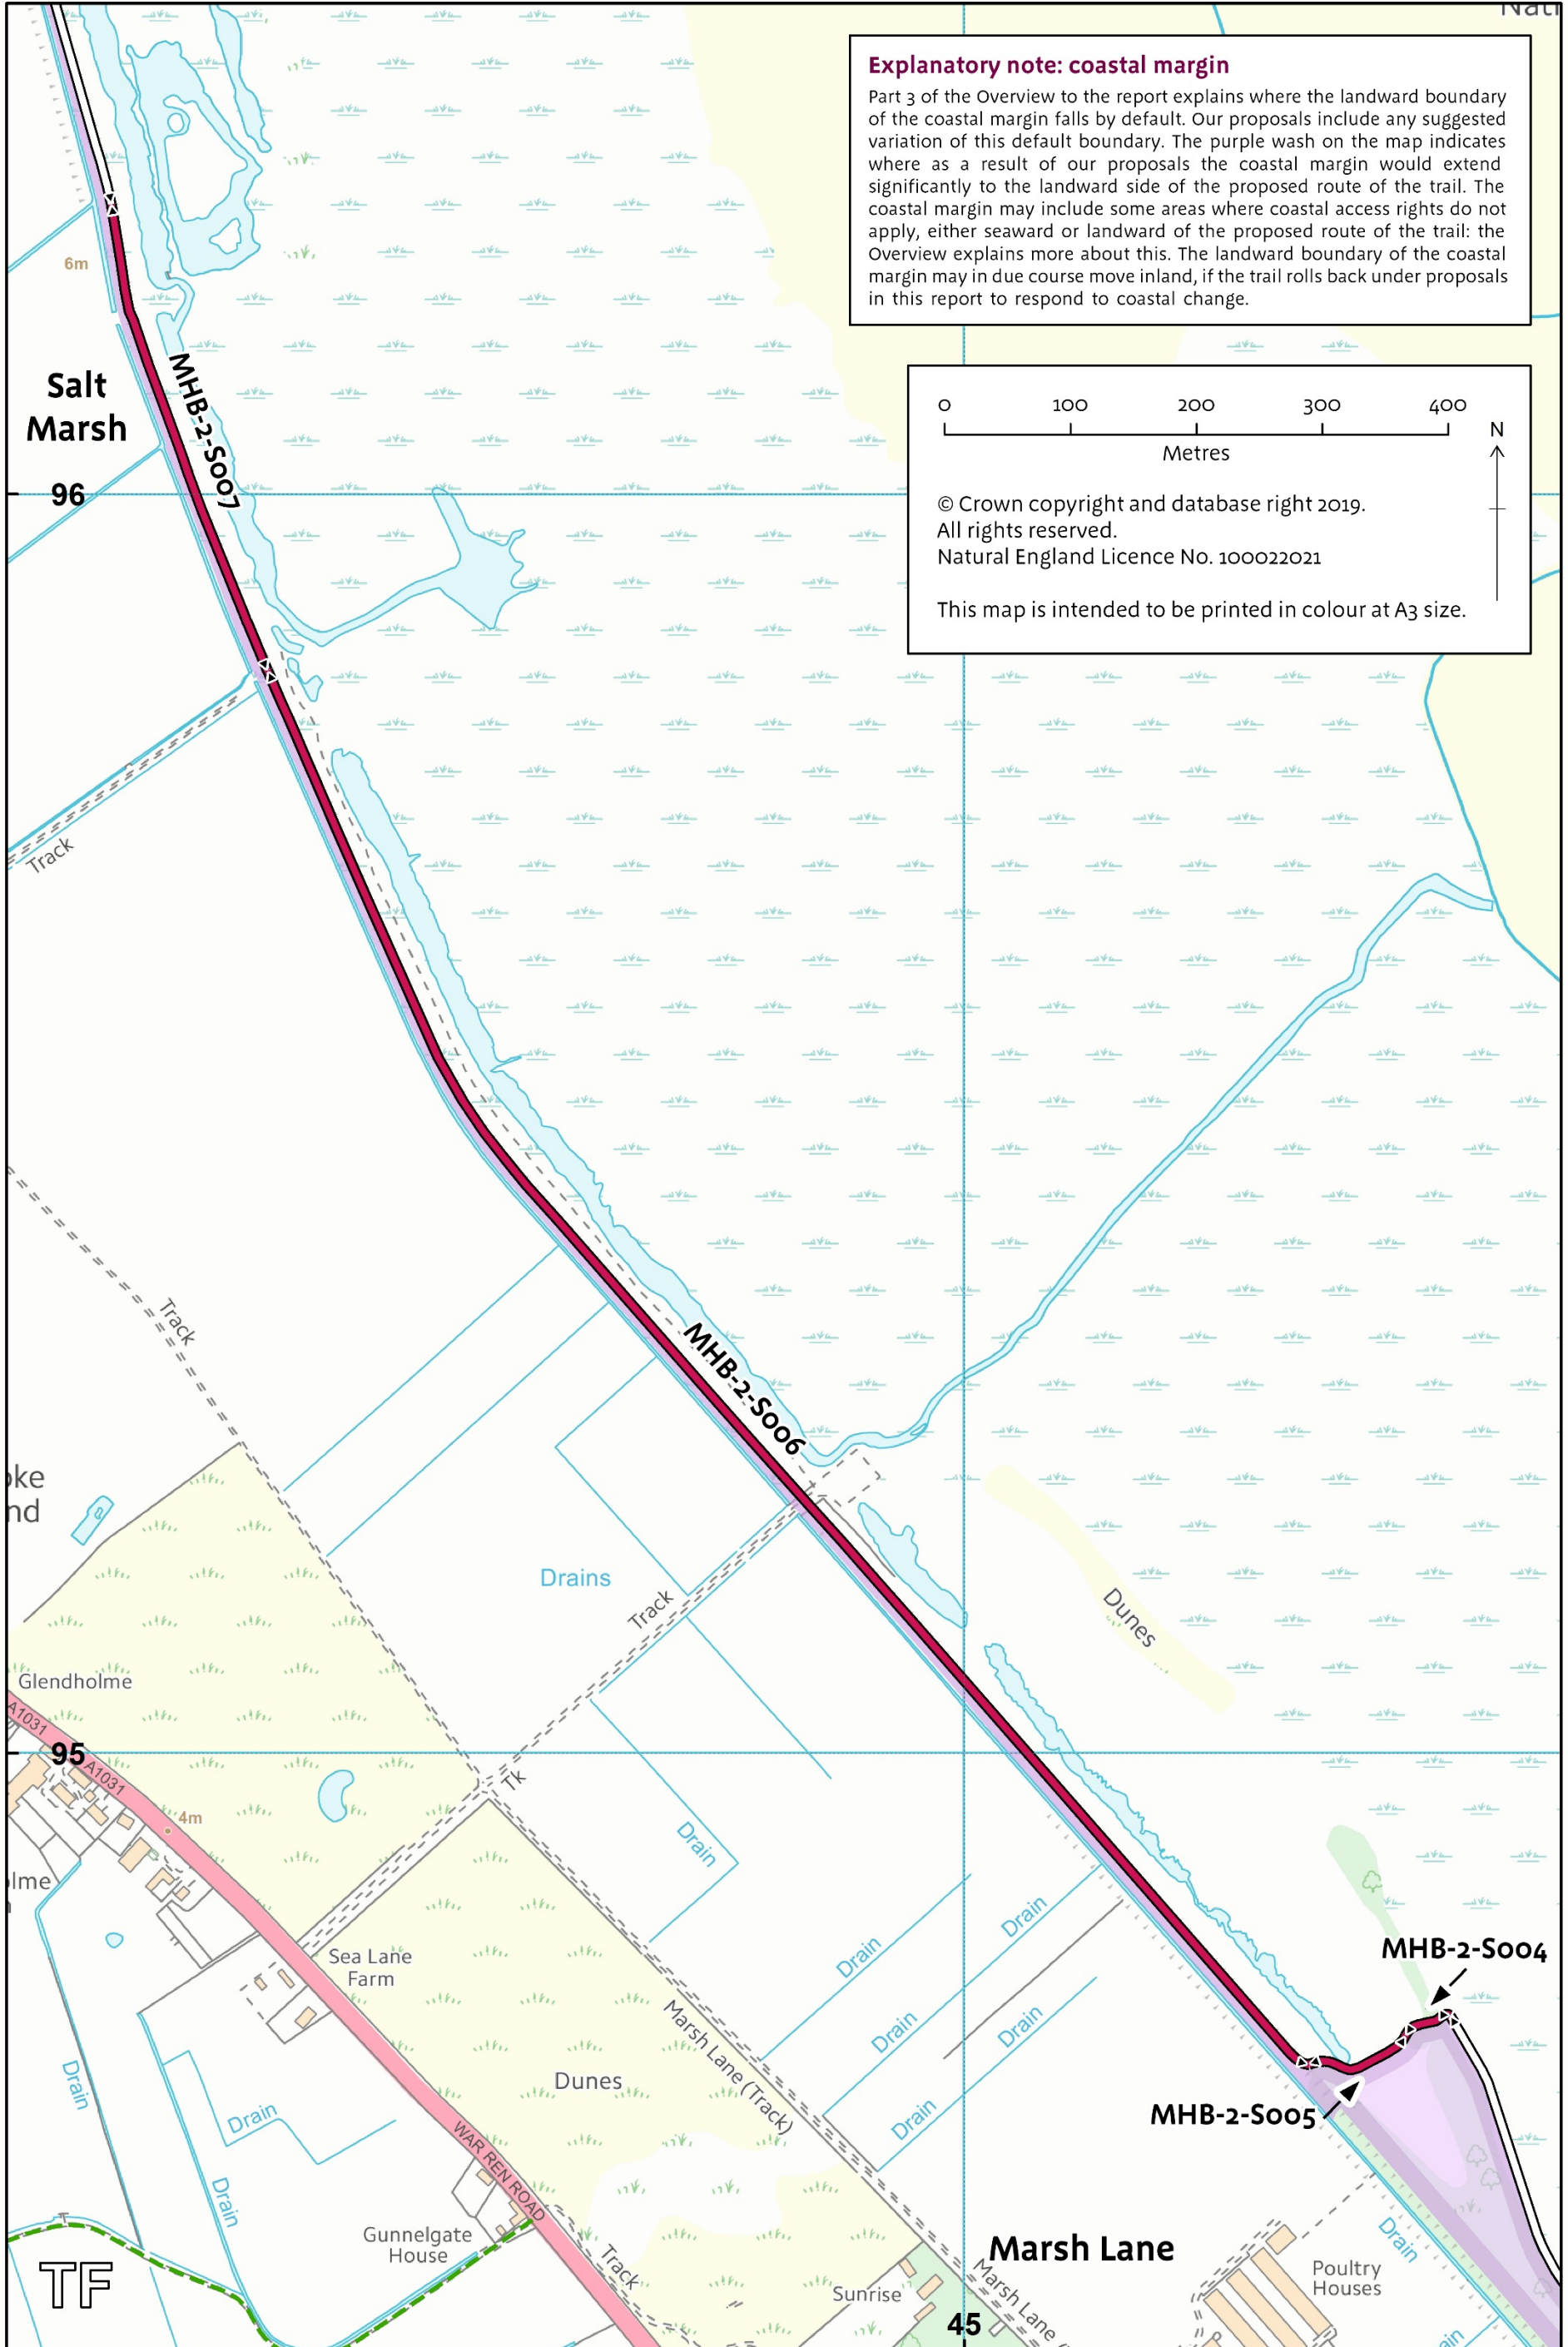 Explanatory note: coastal margin
Part 3 of the Overview to the report explains where the landward boundary
of the coastal margin falls by default. Our proposals include any suggested
variation of this default boundary. The purple wash on the map indicates
where as a result of our proposals the coastal margin would extend
significantly to the landward side of the proposed route of the trail. The
coastal margin may include some areas where coastal access rights do not
apply, either seaward or landward of the proposed route of the trail: the
Overview explains more about this. The landward boundary of the coastal
margin may in due course move inland, if the trail rolls back under proposals
in this report to respond to coastal change.
6m
Salt
Marsh
MHB-2-S007
0 100 200 300 400
Metres
N
96
© Crown copyright and database right 2019.
All rights reserved.
Natural England Licence No. 100022021
This map is intended to be printed in colour at A3 size.
Track
Track
MHB-2-S006
oke
nd
Drains
Track
Dunes
Glendholme
A1031
95
A1031
Tk
4m
Drain
lme
Drain
Drain
Sea Lane
Farm
MHB-2-S004
Marsh Lane (Track)
Drain
Drain
Drain
Dunes
Drain
MHB-2-S005
Drain
WAR REN ROAD
Drain
Gunnelgate
House
Track
Marsh Lane
Drain
TF
Sunrise
Marsh Lane (
Poultry
Houses
45
ain